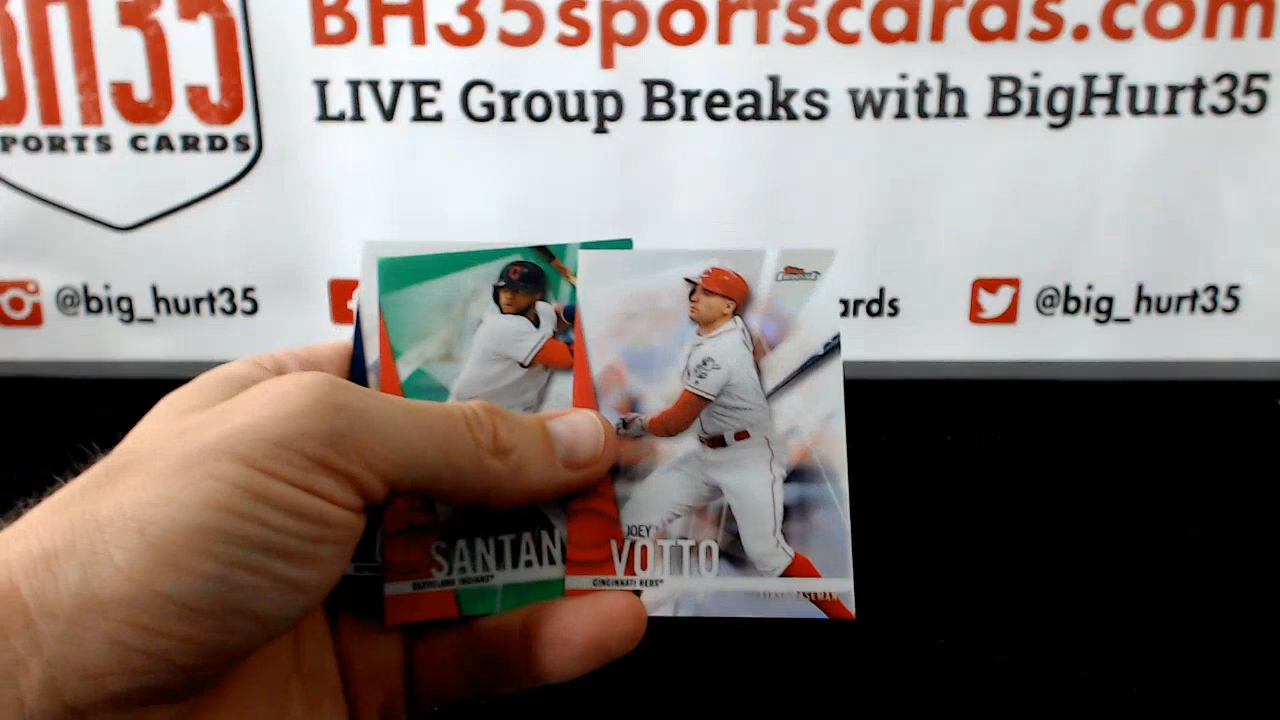 BH35sportscards.com
LIVE Group Breaks with BigHurt35
BH35
SPORTS CARDS
@big_hurt35
ards
@big_hurt35
Finest
SANTAN
CLEVELAND INDIANS
JOEY
VOTTO
CINCINNATI REDS